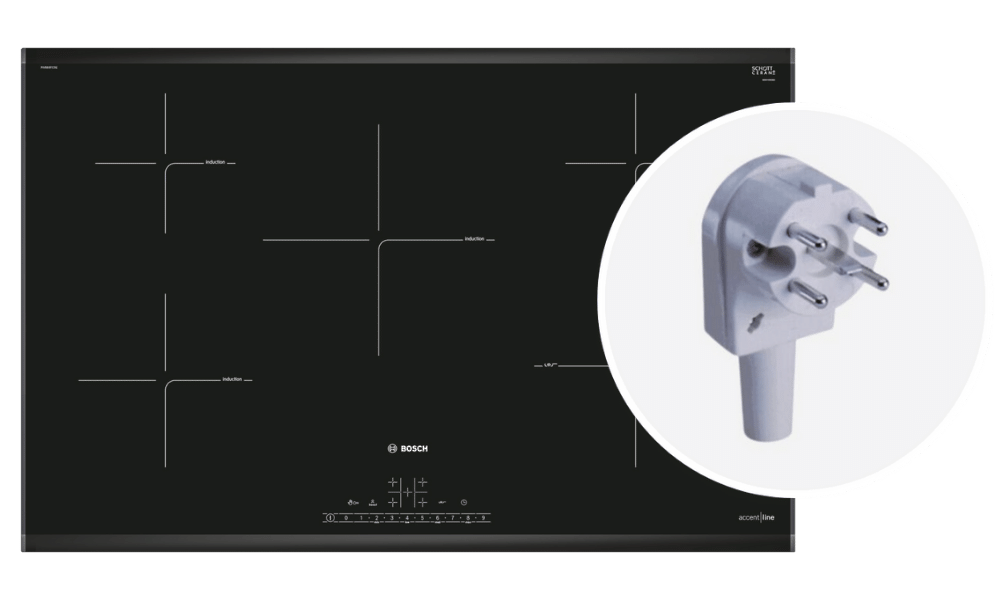 SCHOTT
CERAN®
induction
induction
induction
BOSCH
0 1 · 2 · 3 · 4 · 5 · 6 · 7 · 8 · 9
accent line